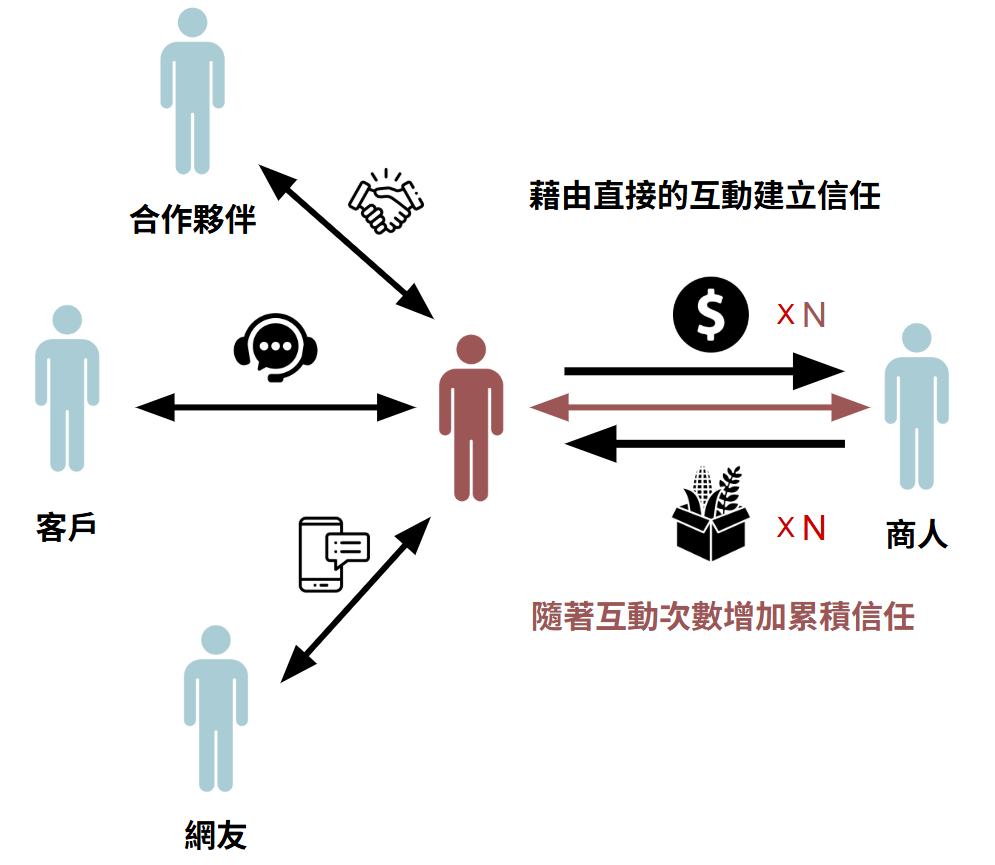 合作夥伴
藉由直接的互動建立信任
$
x N
客戶
商人
x N
隨著互動次數增加累積信任
網友